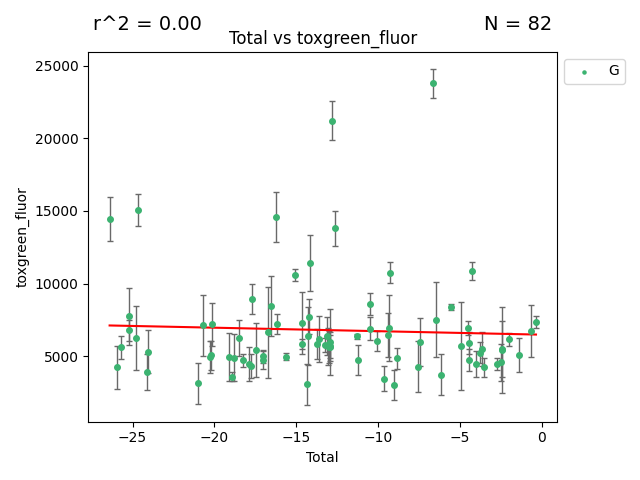 r^2 = 0.00
N = 82
Total vs toxgreen_fluor
G
25000
20000
15000
10000
5000
toxgreen_fluor
−25
−20
−15
−10
−5
0
Total